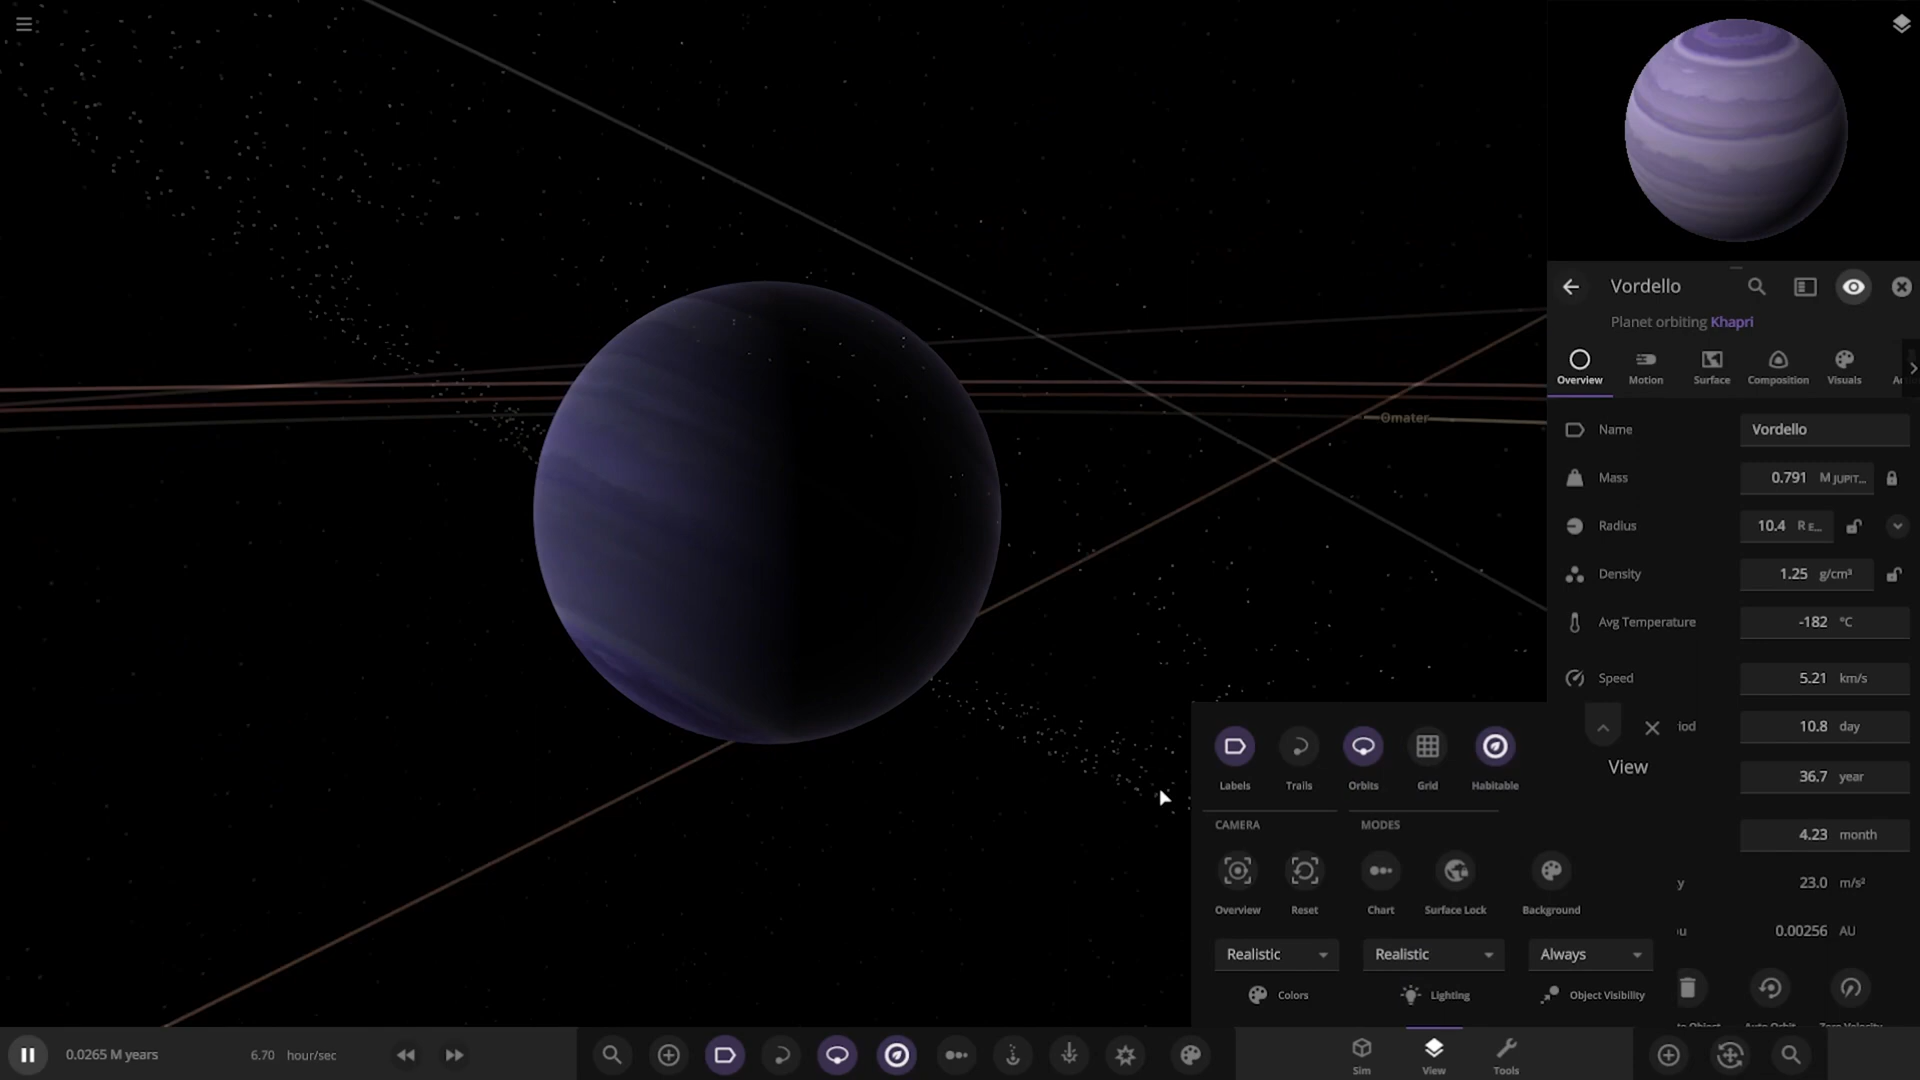 Omater
Vordello
Planet orbiting Khapri
Overview
Motion
Surface
Composition
Visuals
Name
Vordello
Mass
0.791 M JUPIT...
Radius
10.4 R E...
Density
1.25 g/cm³
Avg Temperature
-182 °C
Speed
5.21 km/s
iod
10.8 day
View
36.7 year
4.23 month
y
23.0 m/s²
0.00256 AU
Labels
Trails
Orbits
Grid
Habitable
CAMERA
MODES
Overview
Reset
Chart
Surface Lock
Background
Realistic
Realistic
Always
Colors
Lighting
Object Visibility
0.0265 M years
6.70 hour/sec
Sim
View
Tools